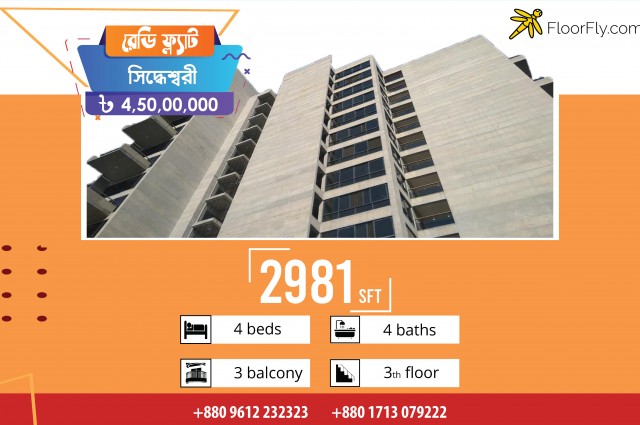 রেডি ফ্ল্যাট
সিদ্ধেশ্বরী
৳ 4,50,00,000
FloorFly.com
2981 SFT
4 beds
4 baths
3 balcony
3th floor
+880 9612 232323 +880 1713 079222